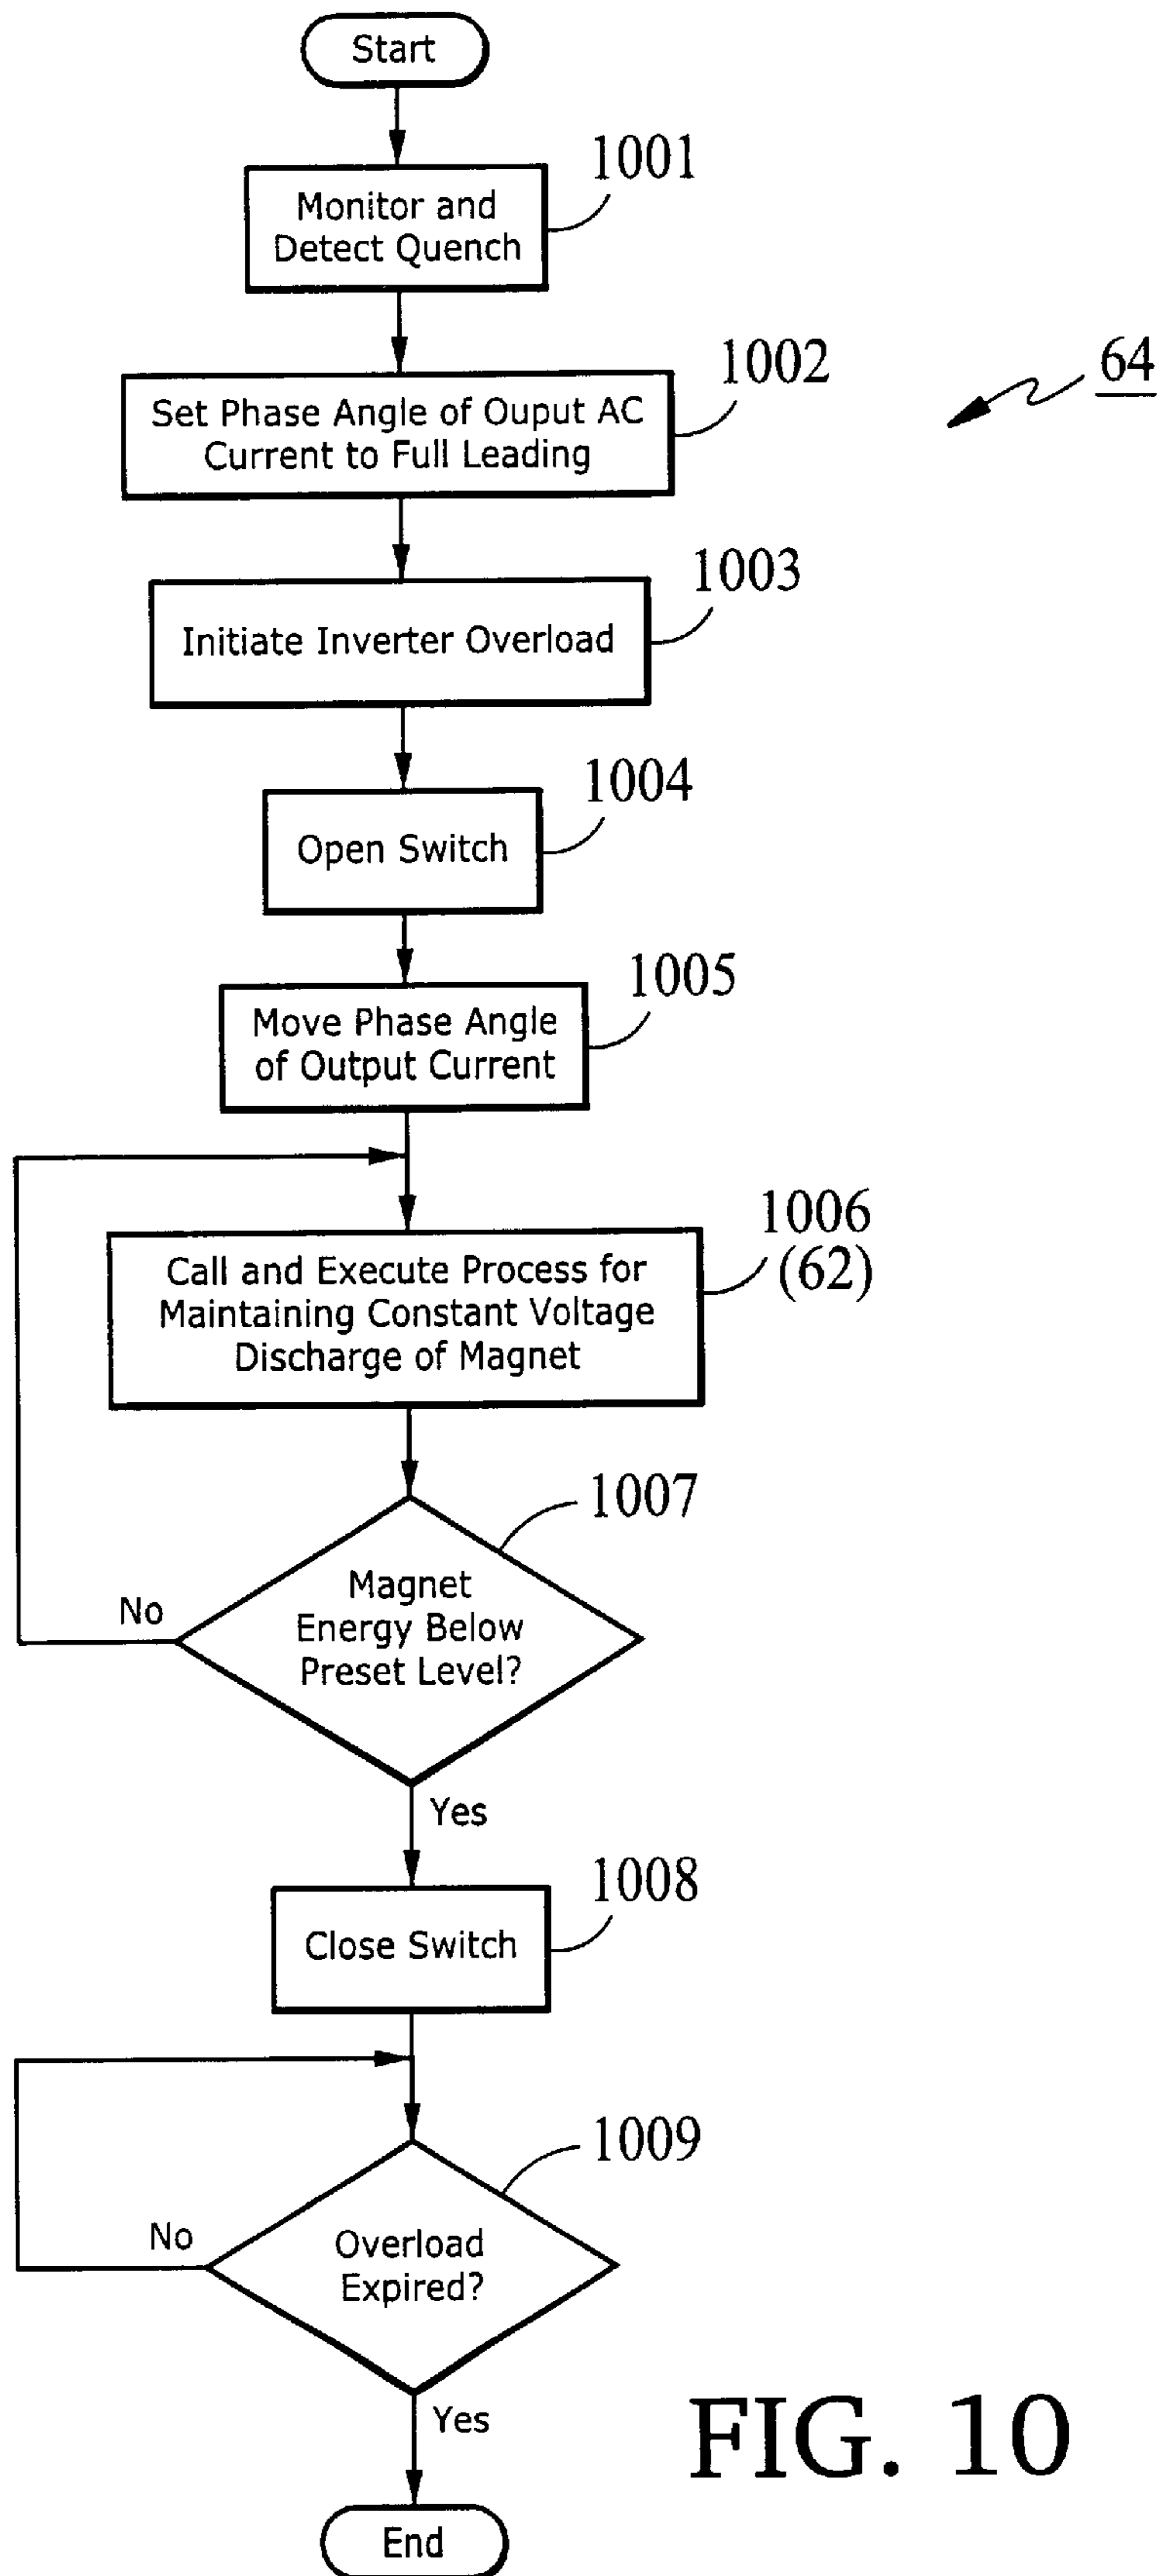 Start
1001
Monitor and
Detect Quench
1002
64
Set Phase Angle of Ouput AC
Current to Full Leading
1003
Initiate Inverter Overload
1004
Open Switch
1005
Move Phase Angle
of Output Current
1006
(62)
Call and Execute Process for
Maintaining Constant Voltage
Discharge of Magnet
1007
Magnet
Energy Below
Preset Level?
No
Yes
1008
Close Switch
1009
Overload
Expired?
No
Yes
End
FIG. 10